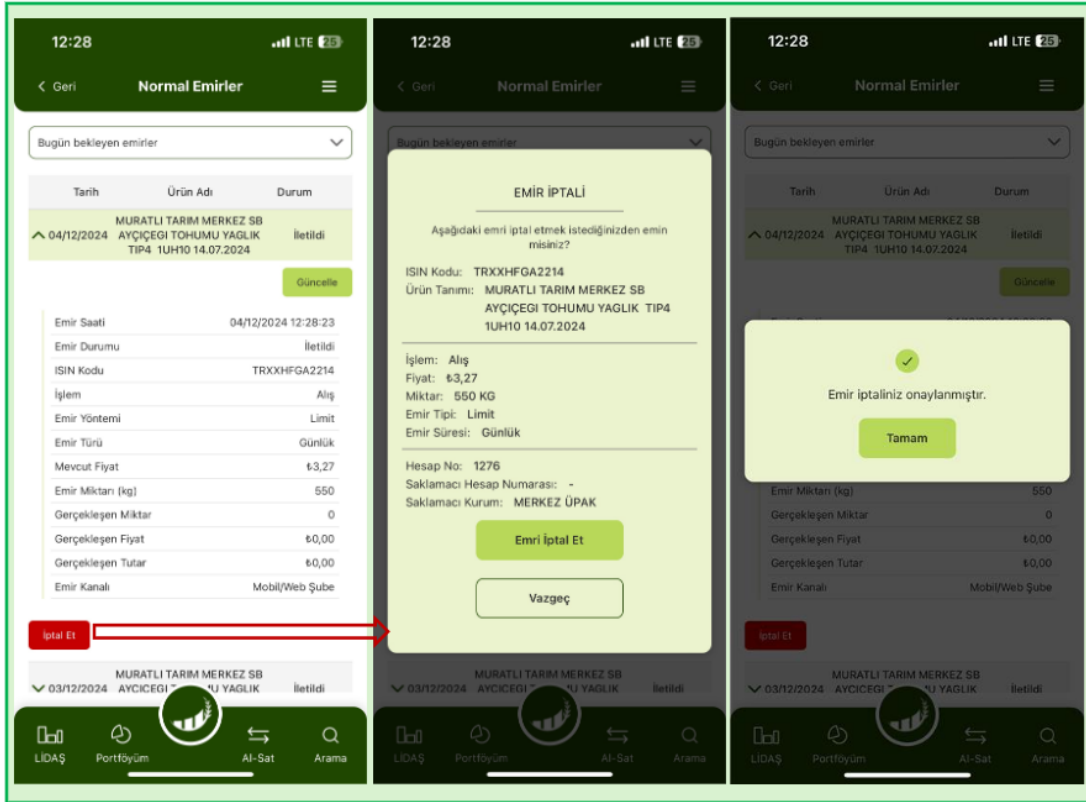 12:28
LTE 25
Geri Normal Emirler
Bugün bekleyen emirler
Tarih Ürün Adı Durum
MURATLI TARIM MERKEZ SB
04/12/2024 AYÇİÇEGI TOHUMU YAGLIK İletildi
TIP4 1UH10 14.07.2024
Güncelle
Emir Saati 04/12/2024 12:28:23
Emir Durumu İletildi
ISIN Kodu TRXXHFGA2214
İşlem Alış
Emir Yöntemi Limit
Emir Türü Günlük
Mevcut Fiyat ₺3,27
Emir Miktarı (kg) 550
Gerçekleşen Miktar 0
Gerçekleşen Fiyat ₺0,00
Gerçekleşen Tutar ₺0,00
Emir Kanalı Mobil/Web Şube
İptal Et
MURATLI TARIM MERKEZ SB
03/12/2024 AYCICEGI YAGLIK İletildi
LİDAŞ Portföyüm Al-Sat Arama
12:28
LTE 25
Geri Normal Emirler
Bugün bekleyen emirler
EMİR İPTALİ
Aşağıdaki emri iptal etmek istediğinizden emin
misiniz?
ISIN Kodu: TRXXHFGA2214
Ürün Tanımı: MURATLI TARIM MERKEZ SB
AYÇIÇEGI TOHUMU YAGLIK TIP4
1UH10 14.07.2024
İşlem: Alış
Fiyat: ₺3,27
Miktar: 550 KG
Emir Tipi: Limit
Emir Süresi: Günlük
Hesap No: 1276
Saklamacı Hesap Numarası: -
Saklamacı Kurum: MERKEZ ÜPAK
Emri İptal Et
Vazgeç
MURATLI TARIM MERKEZ SB
03/12/2024 AYCICEGI YAGLIK İletildi
LİDAŞ Portföyüm Al-Sat Arama
12:28
LTE 25
Geri Normal Emirler
Bugün bekleyen emirler
Tarih Ürün Adı Durum
MURATLI TARIM MERKEZ SB
04/12/2024 AYÇİÇEGI TOHUMU YAGLIK İletildi
TIP4 1UH10 14.07.2024
Güncelle
Emir iptaliniz onaylanmıştır.
Tamam
Emir Miktarı (kg) 550
Gerçekleşen Miktar 0
Gerçekleşen Fiyat ₺0,00
Gerçekleşen Tutar ₺0,00
Emir Kanalı Mobil/Web Şube
İptal Et
MURATLI TARIM MERKEZ SB
03/12/2024 AYCICEGI YAGLIK İletildi
LİDAŞ Portföyüm Al-Sat Arama